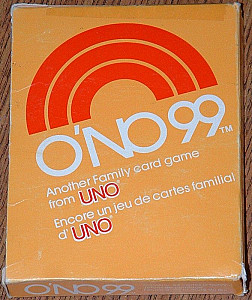 O'NO 99™
Another Family card game
from UNO®
Encore un jeu de cartes familial
d'UNO®